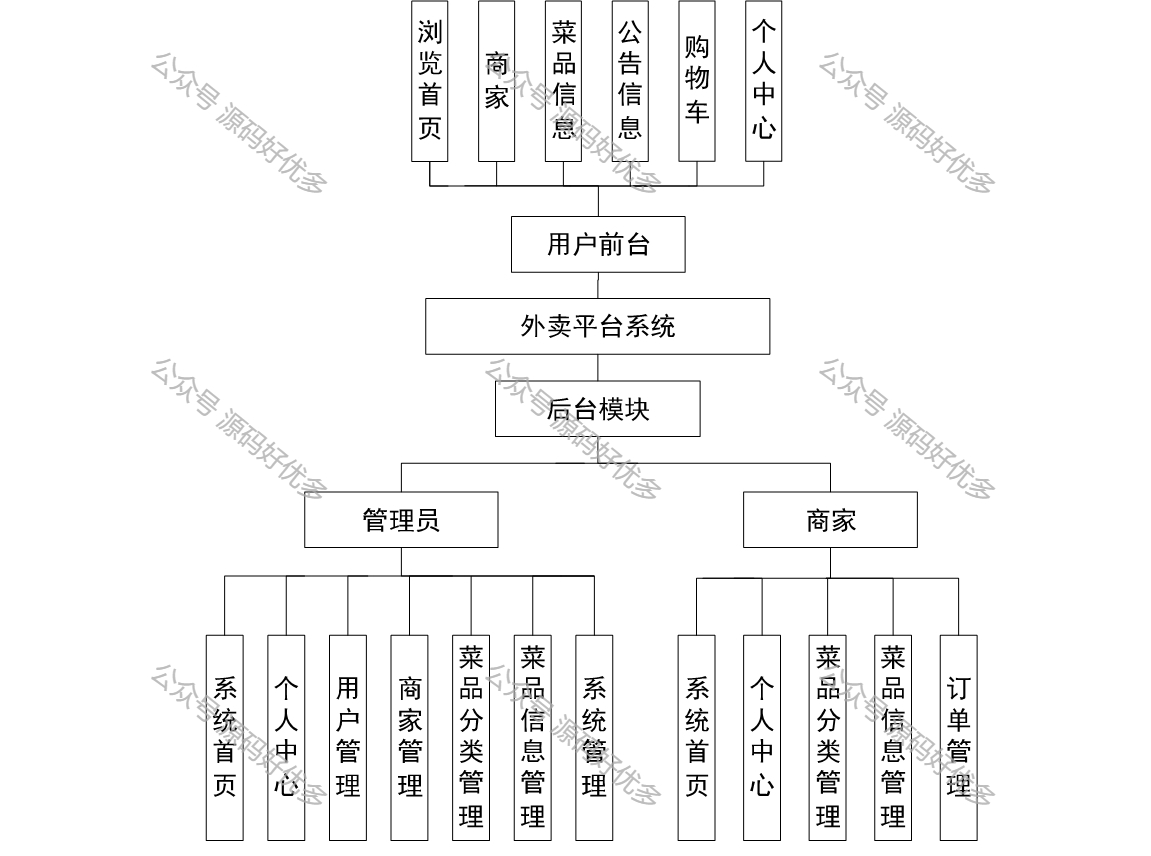 浏览首页
商家
菜品信息
公告信息
购物车
个人中心
公众号 源码好优多
公众号 源码好优多
公众号 源码好优多
用户前台
外卖平台系统
后台模块
公众号 源码好优多
公众号 源码好优多
公众号 源码好优多
管理员
商家
系统首页
个人中心
用户管理
商家管理
菜品分类管理
菜品信息管理
系统管理
系统首页
个人中心
菜品分类管理
菜品信息管理
订单管理
公众号 源码好优多
公众号 源码好优多
公众号 源码好优多